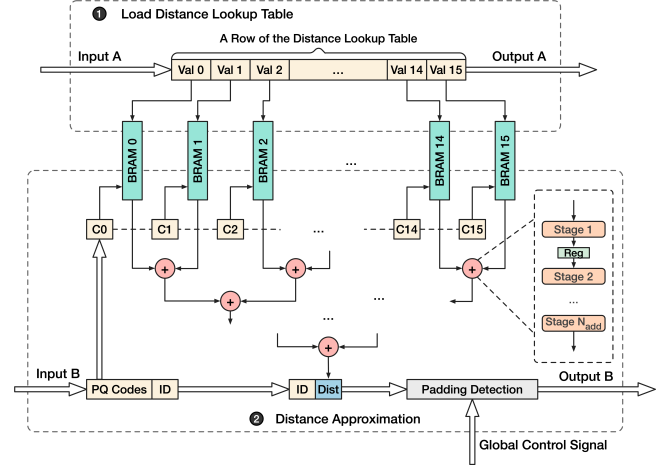 1 Load Distance Lookup Table
A Row of the Distance Lookup Table
Input A
Output A
Val 0 Val 1 Val 2 ... Val 14 Val 15
BRAM 0 BRAM 1 BRAM 2 ... BRAM 14 BRAM 15
C0 C1 C2 ... C14 C15
Stage 1
Reg
Stage 2
...
Stage Nadd
+ + +
+ ...
...
+
Input B
Output B
PQ Codes ID ID Dist Padding Detection
2 Distance Approximation
Global Control Signal